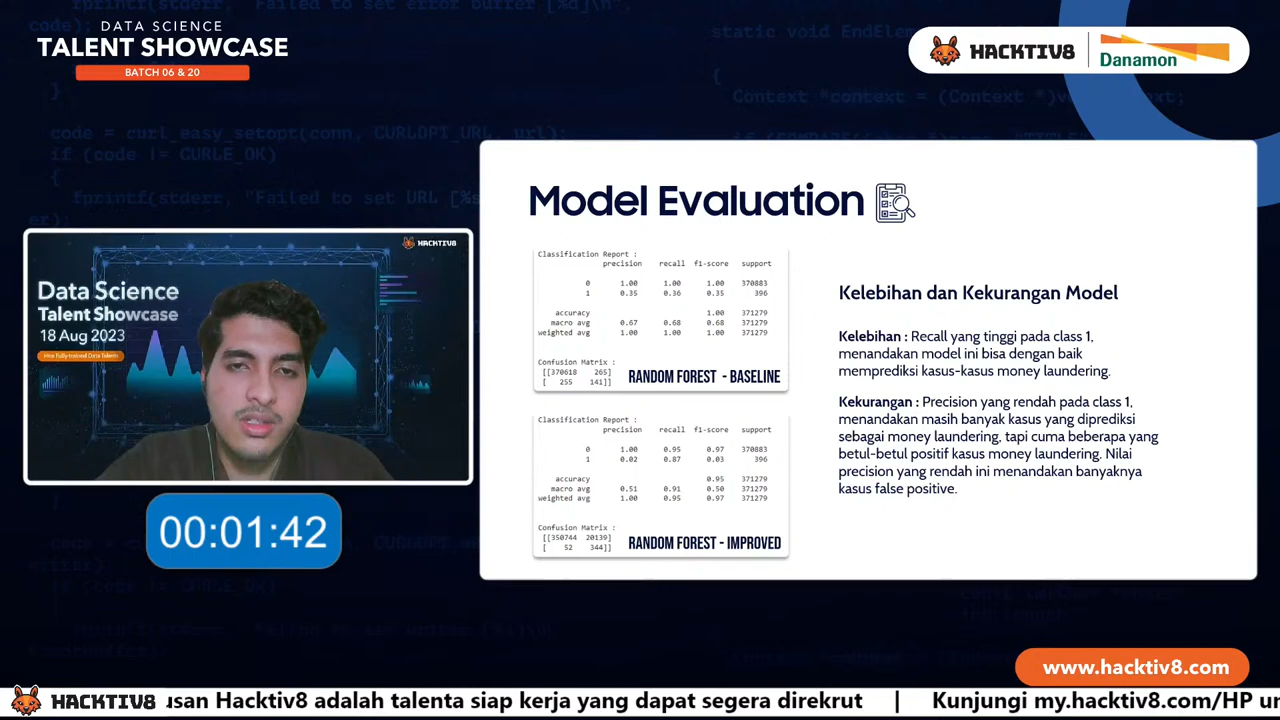 DATA SCIENCE
TALENT SHOWCASE
BATCH 06 & 20
HACKTIV8
Danamon
code = curl_easy_setopt(conn, CURLOPT_URL, url);
if (code != CURLE_OK)
{
Model Evaluation
Classification Report :
precision recall f1-score support
0 1.00 1.00 1.00 370883
1 0.35 0.36 0.35 396
accuracy 1.00 371279
macro avg 0.67 0.68 0.68 371279
weighted avg 1.00 1.00 1.00 371279
Confusion Matrix :
[[370618 265]
[ 255 141]]
RANDOM FOREST - BASELINE
Classification Report :
precision recall f1-score support
0 1.00 0.95 0.97 370883
1 0.02 0.87 0.03 396
accuracy 0.95 371279
macro avg 0.51 0.91 0.50 371279
weighted avg 1.00 0.95 0.97 371279
Confusion Matrix :
[[350744 20139]
[ 52 344]]
RANDOM FOREST - IMPROVED
Kelebihan dan Kekurangan Model
Kelebihan : Recall yang tinggi pada class 1,
menandakan model ini bisa dengan baik
memprediksi kasus-kasus money laundering.
Kekurangan : Precision yang rendah pada class 1,
menandakan masih banyak kasus yang diprediksi
sebagai money laundering, tapi cuma beberapa yang
betul-betul positif kasus money laundering. Nilai
precision yang rendah ini menandakan banyaknya
kasus false positive.
HACKTIV8
Data Science
Talent Showcase
18 Aug 2023
00:01:42
www.hacktiv8.com
HACKTIV8 usan Hacktiv8 adalah talenta siap kerja yang dapat segera direkrut | Kunjungi my.hacktiv8.com/HP un